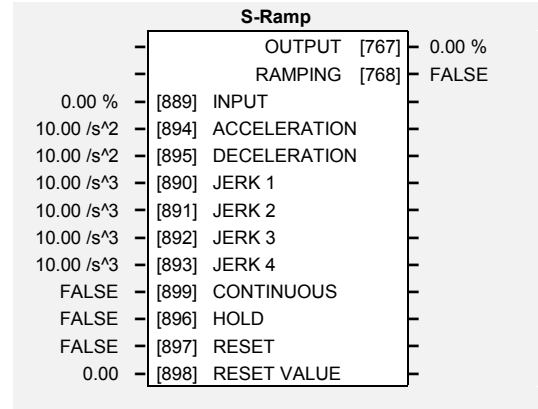 S-Ramp
OUTPUT [767] 0.00 %
RAMPING [768] FALSE
0.00 % [889] INPUT
10.00 /s^2 [894] ACCELERATION
10.00 /s^2 [895] DECELERATION
10.00 /s^3 [890] JERK 1
10.00 /s^3 [891] JERK 2
10.00 /s^3 [892] JERK 3
10.00 /s^3 [893] JERK 4
FALSE [899] CONTINUOUS
FALSE [896] HOLD
FALSE [897] RESET
0.00 [898] RESET VALUE